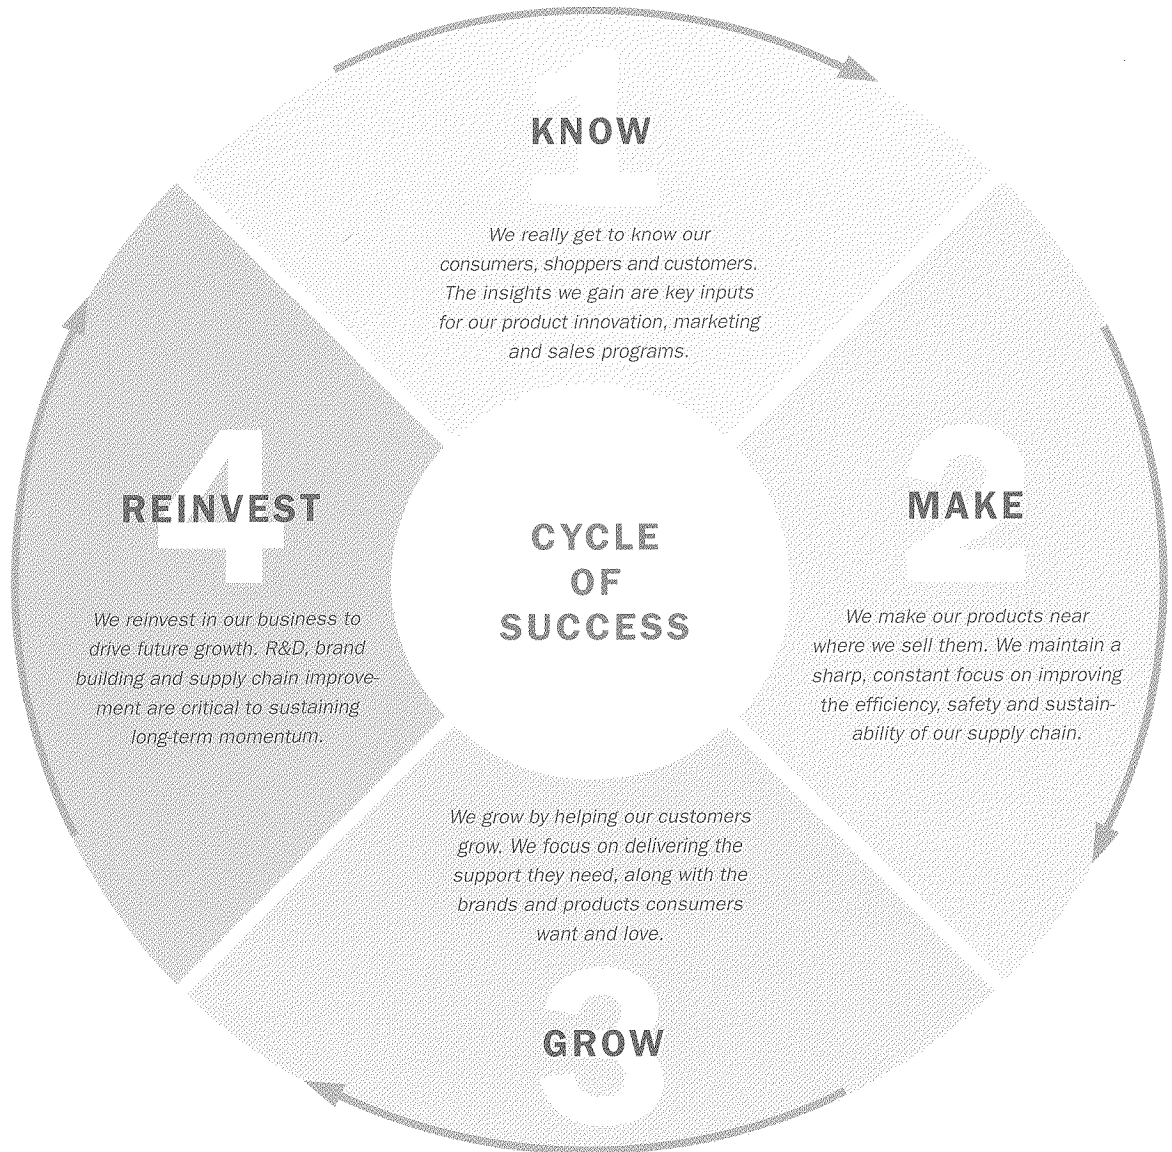 1
KNOW
We really get to know our
consumers, shoppers and customers.
The insights we gain are key inputs
for our product innovation, marketing
and sales programs.
2
MAKE
We make our products near
where we sell them. We maintain a
sharp, constant focus on improving
the efficiency, safety and sustain-
ability of our supply chain.
We grow by helping our customers
grow. We focus on delivering the
support they need, along with the
brands and products consumers
want and love.
3
GROW
4
REINVEST
We reinvest in our business to
drive future growth. R&D, brand
building and supply chain improve-
ment are critical to sustaining
long-term momentum.
CYCLE
OF
SUCCESS